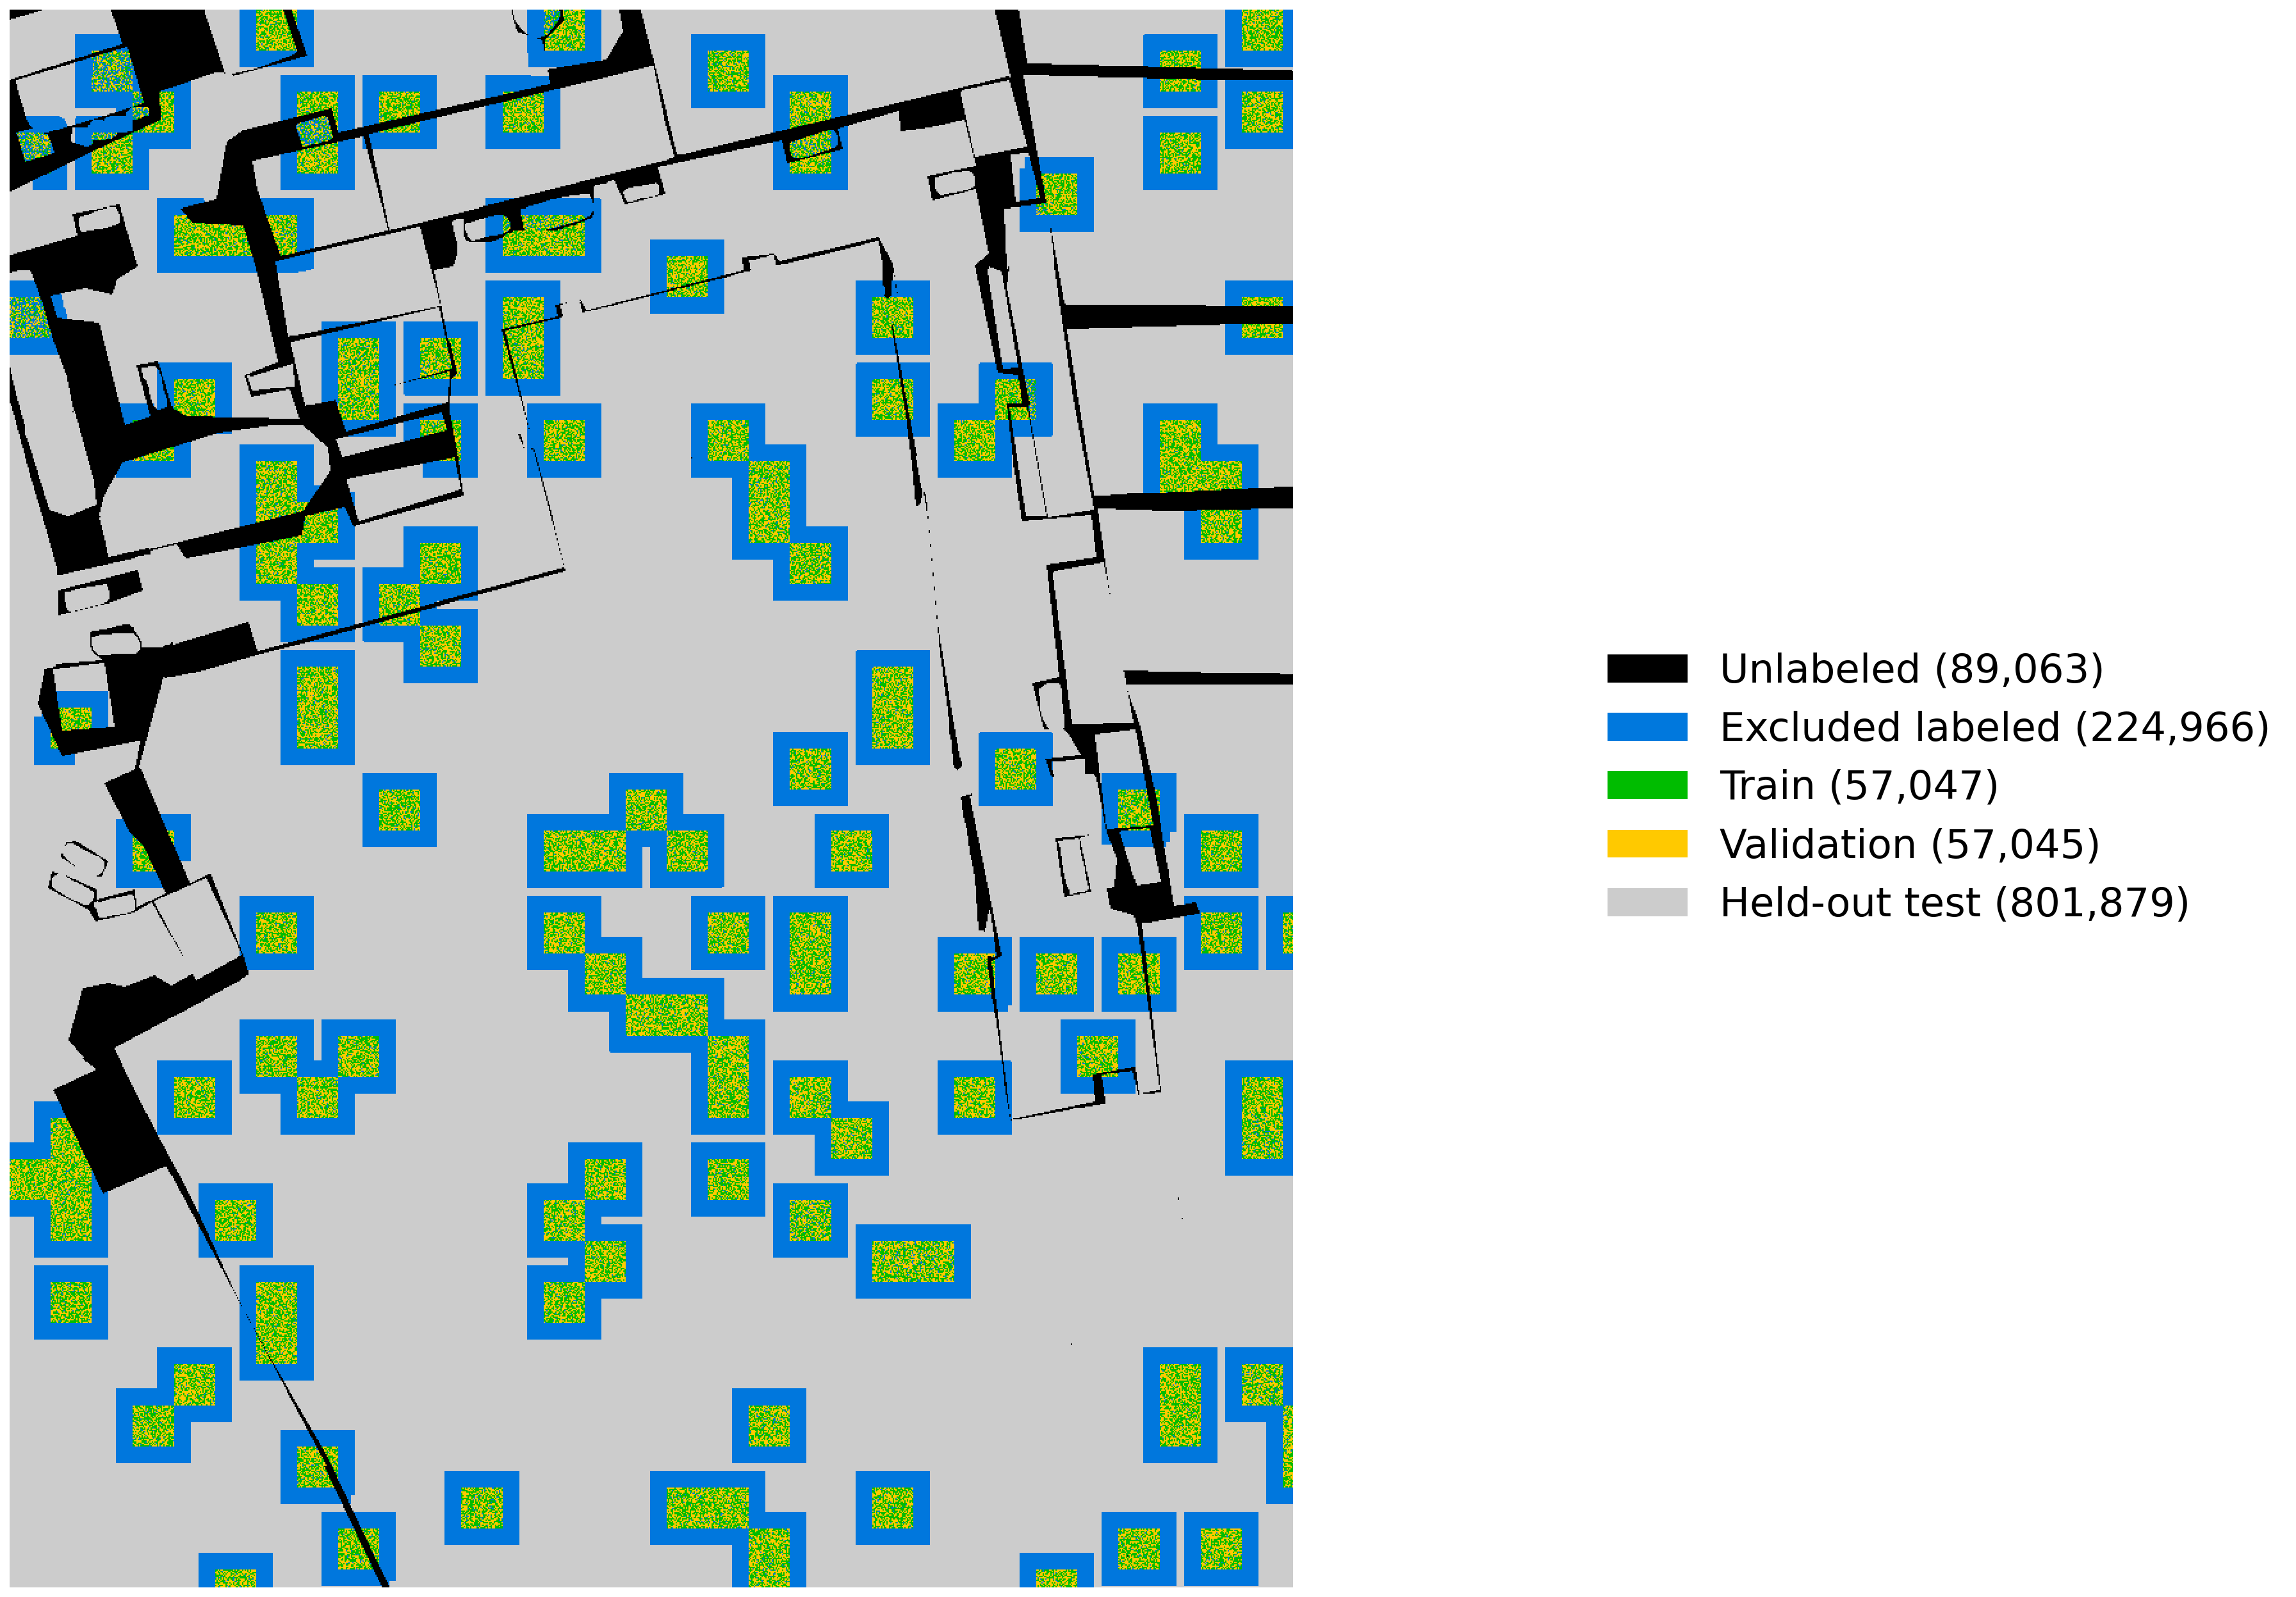 Unlabeled (89,063)
Excluded labeled (224,966)
Train (57,047)
Validation (57,045)
Held-out test (801,879)